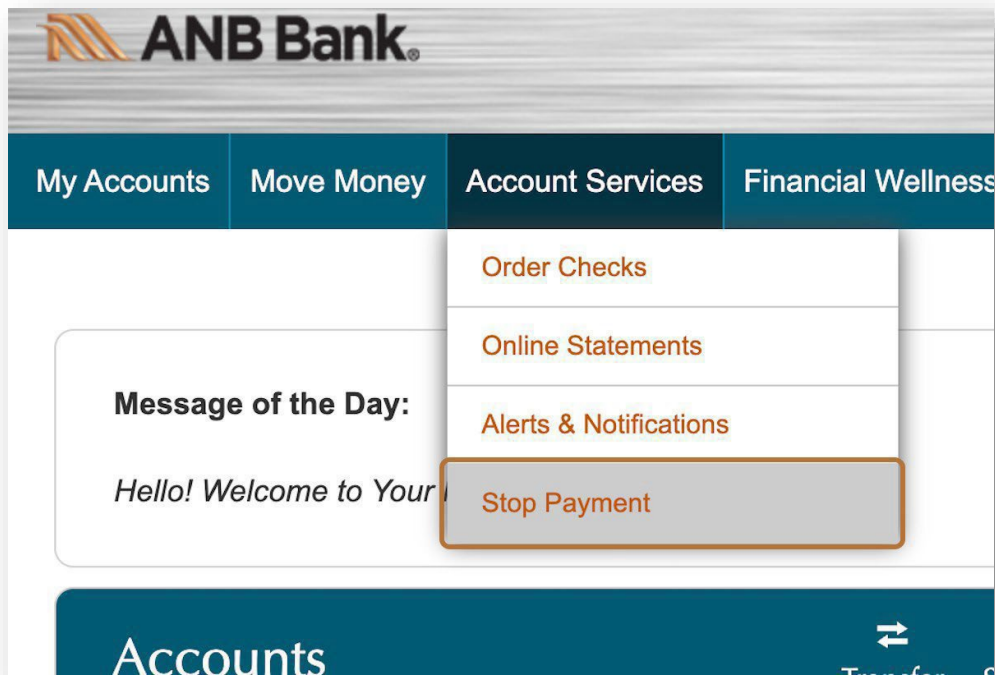 ANB Bank®
My Accounts Move Money Account Services Financial Wellness
Order Checks
Online Statements
Message of the Day:
Alerts & Notifications
Hello! Welcome to Your
Stop Payment
Accounts
Transfer